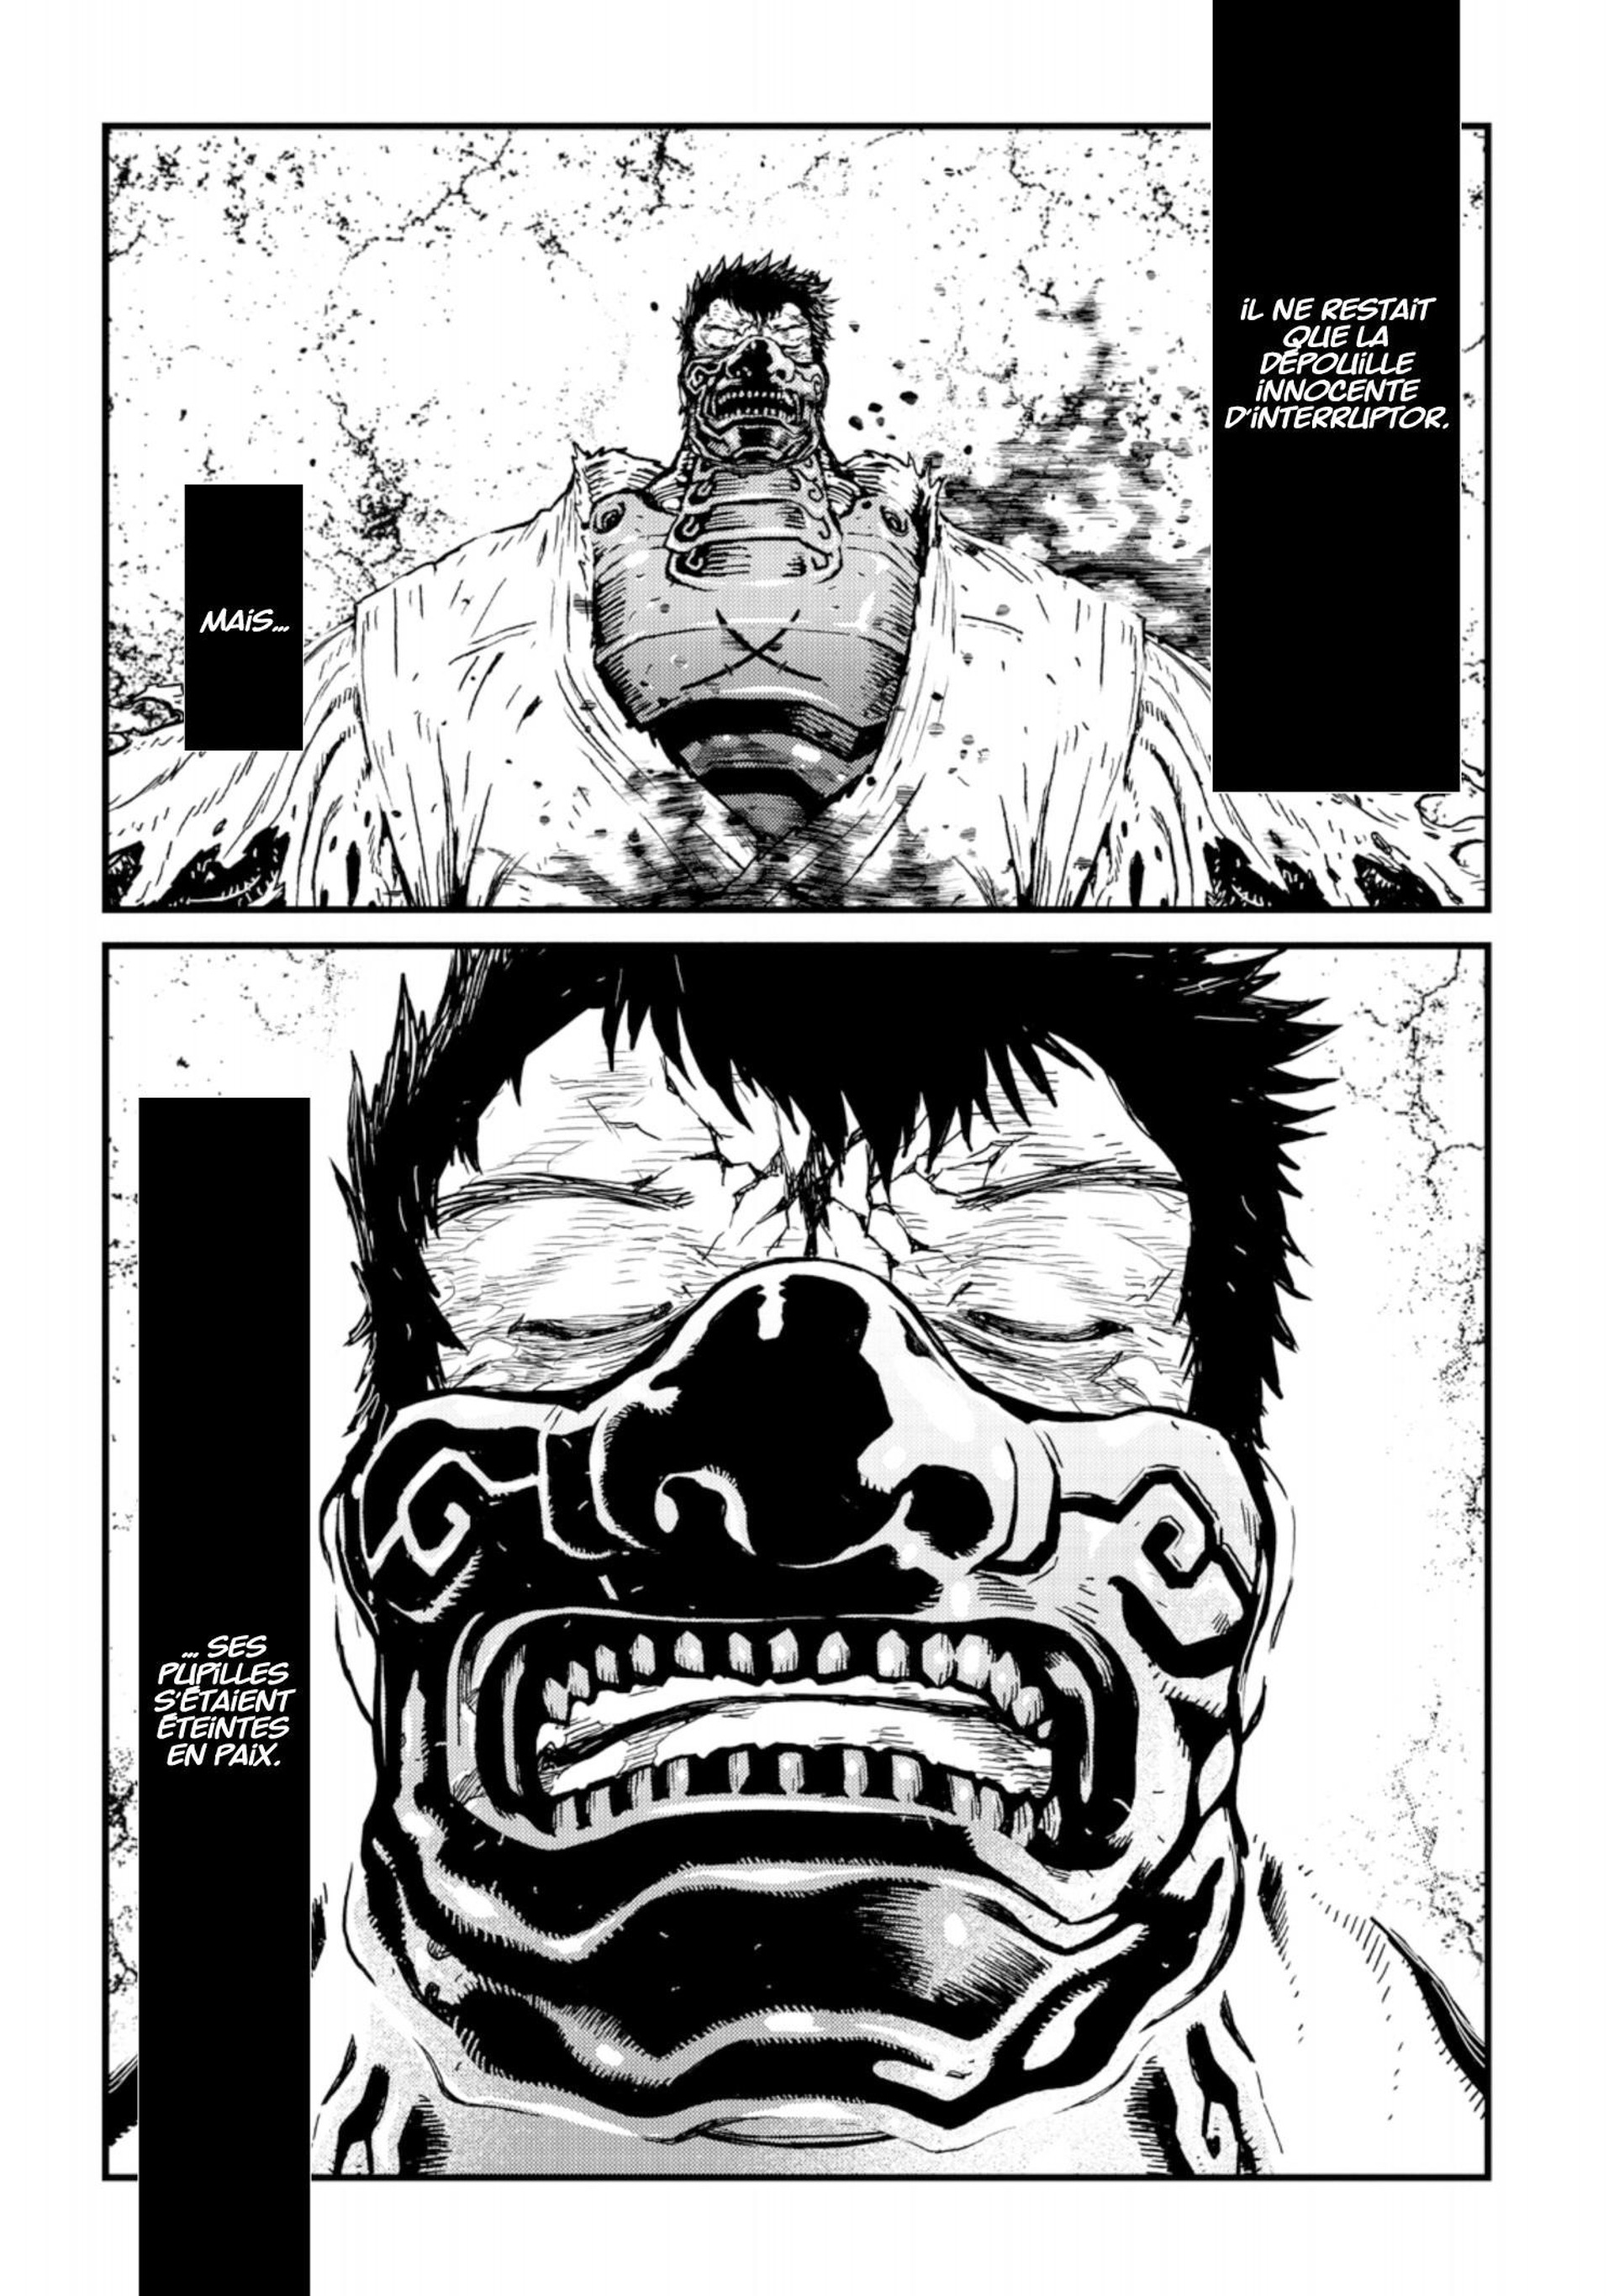 IL NE RESTAIT
QUE LA
DÉPOUILLE
INNOCENTE
D'INTERRUPTOR.
MAIS...
... SES
PUPILLES
S'ÉTAIENT
ÉTEINTES
EN PAIX.